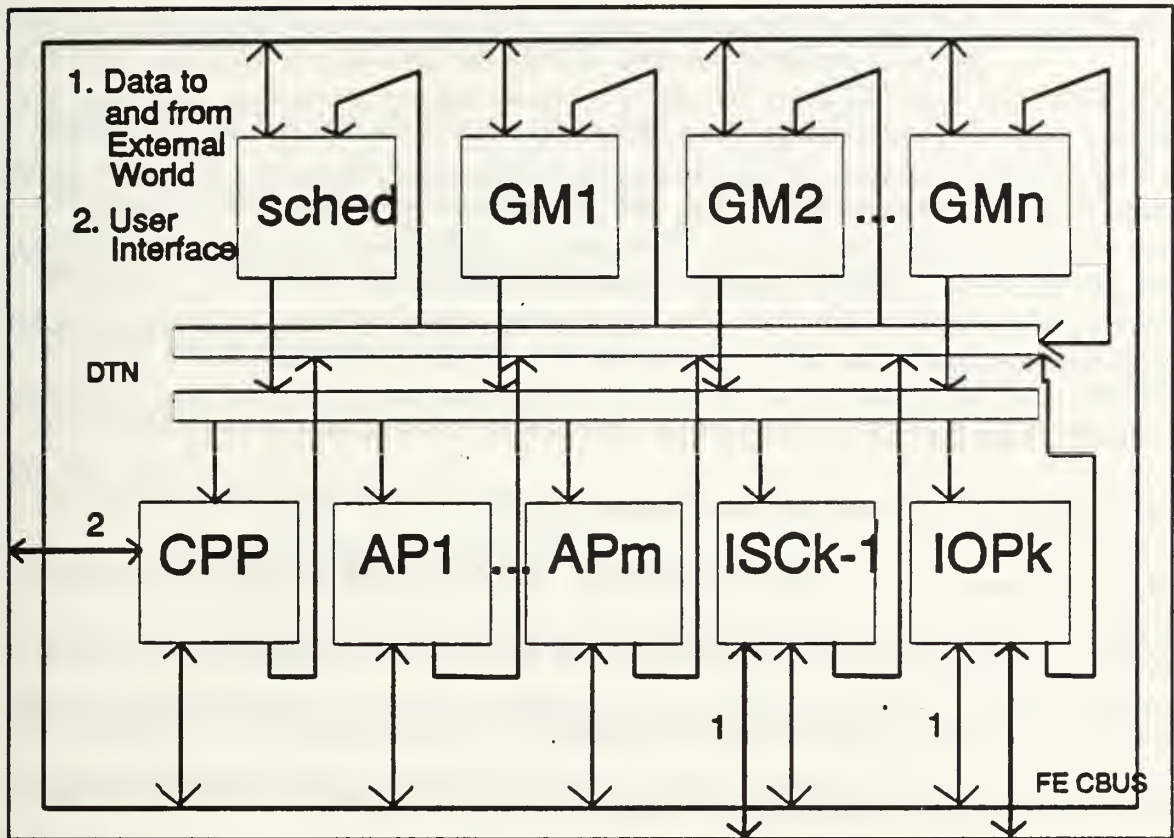 1. Data to
and from
External
World
2. User
Interface
sched
GM1
GM2 ... GMn
DTN
2
CPP
AP1 ... APm
ISCk-1
IOPk
1
1
FE CBUS